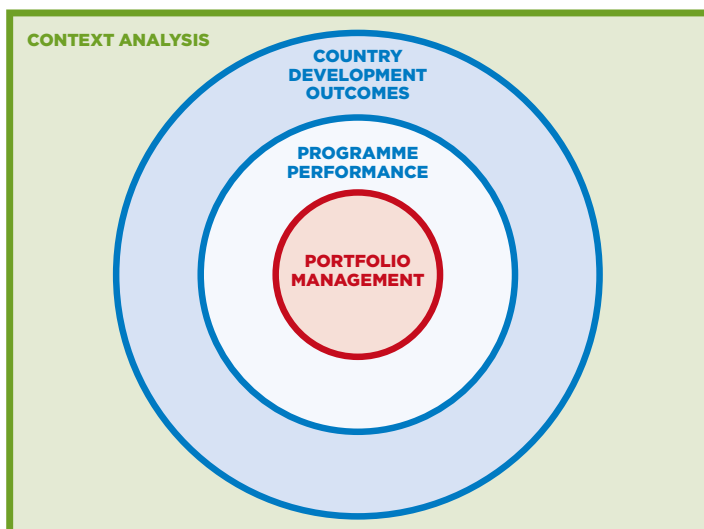 CONTEXT ANALYSIS
COUNTRY
DEVELOPMENT
OUTCOMES
PROGRAMME
PERFORMANCE
PORTFOLIO
MANAGEMENT